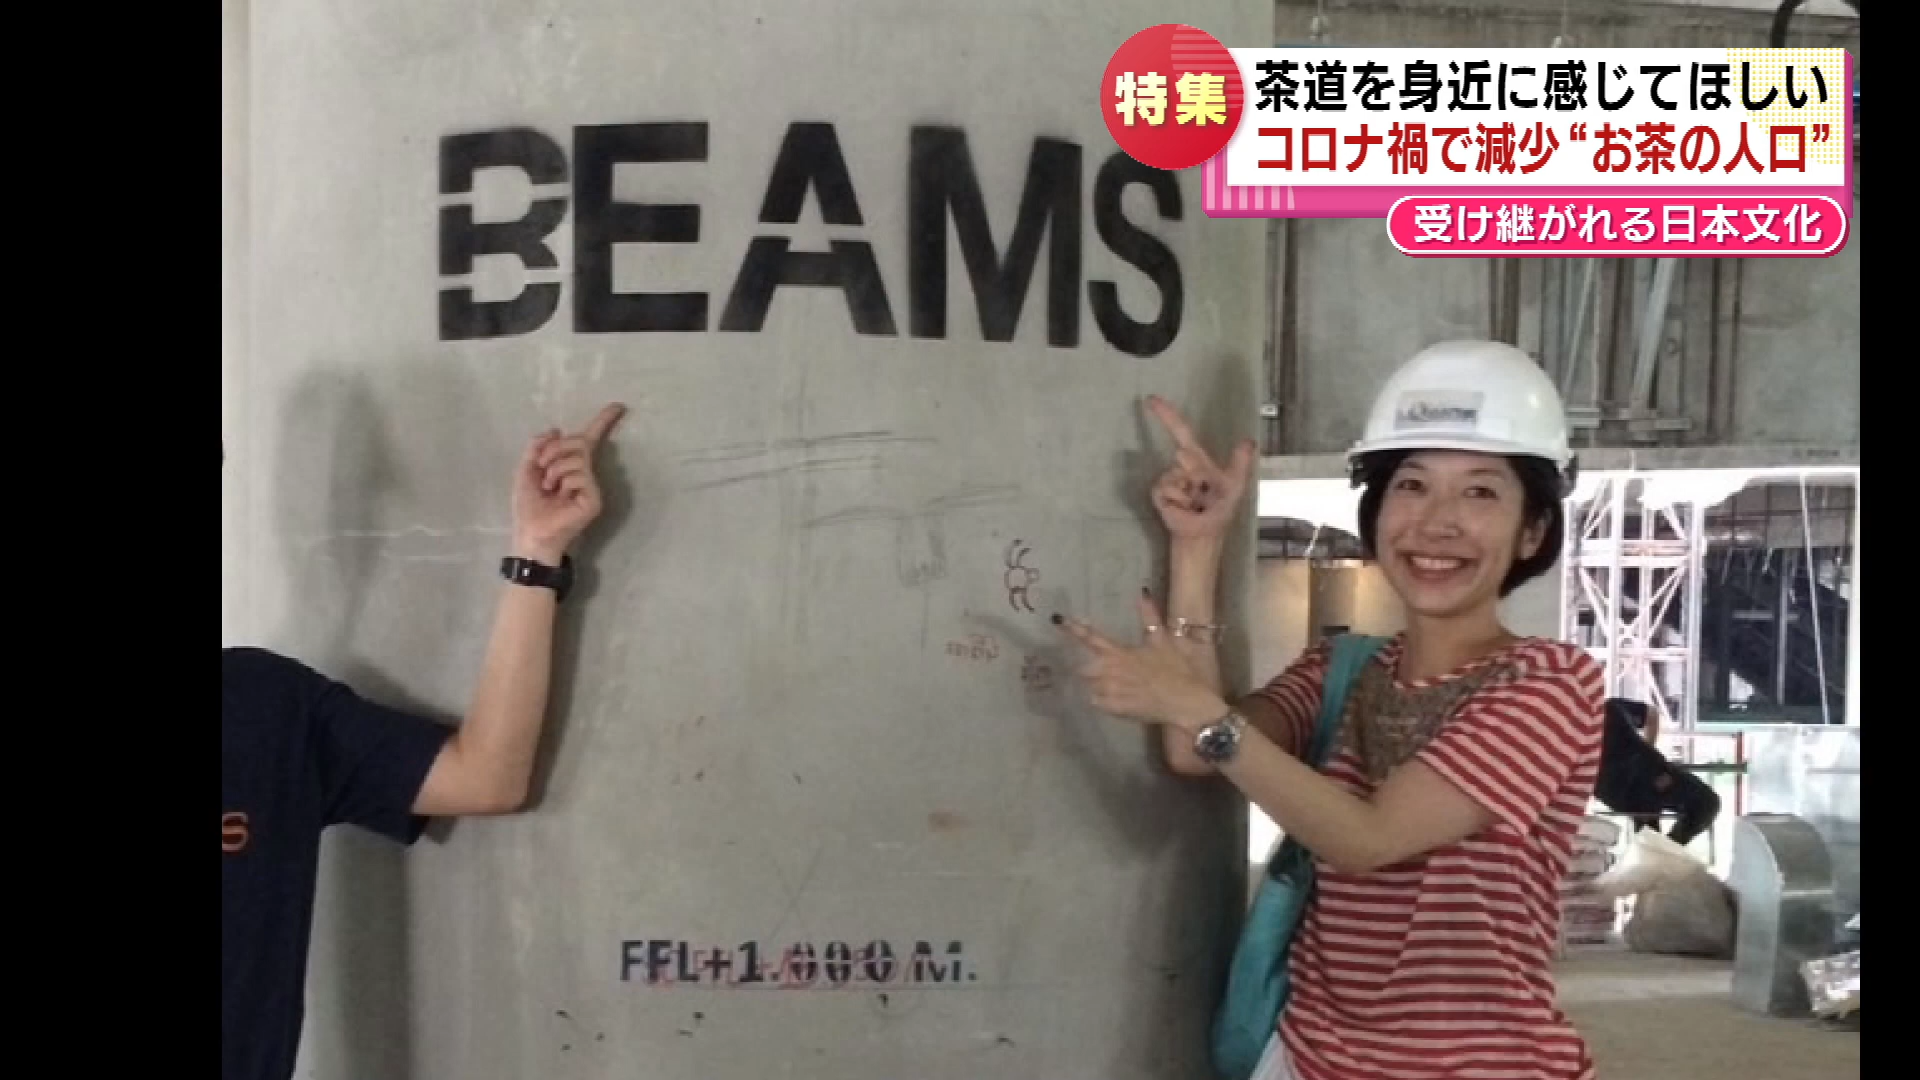 特集
茶道を身近に感じてほしい
コロナ禍で減少“お茶の人口”
受け継がれる日本文化
BEAMS
S
FFL+1.000 M.